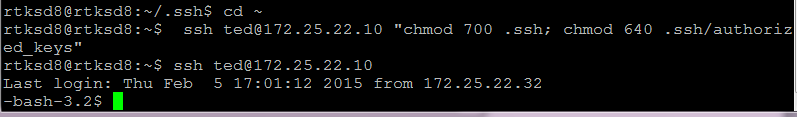 rtksd8@rtksd8:~/.ssh$ cd ~
rtksd8@rtksd8:~$  ssh ted@172.25.22.10 "chmod 700 .ssh; chmod 640 .ssh/authoriz
ed_keys"
rtksd8@rtksd8:~$ ssh ted@172.25.22.10
Last login: Thu Feb  5 17:01:12 2015 from 172.25.22.32
-bash-3.2$